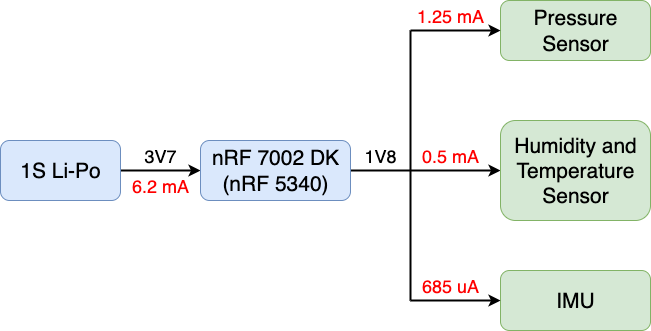 1S Li-Po
3V7
6.2 mA
nRF 7002 DK
(nRF 5340)
1V8
1.25 mA
Pressure
Sensor
0.5 mA
Humidity and
Temperature
Sensor
685 uA
IMU